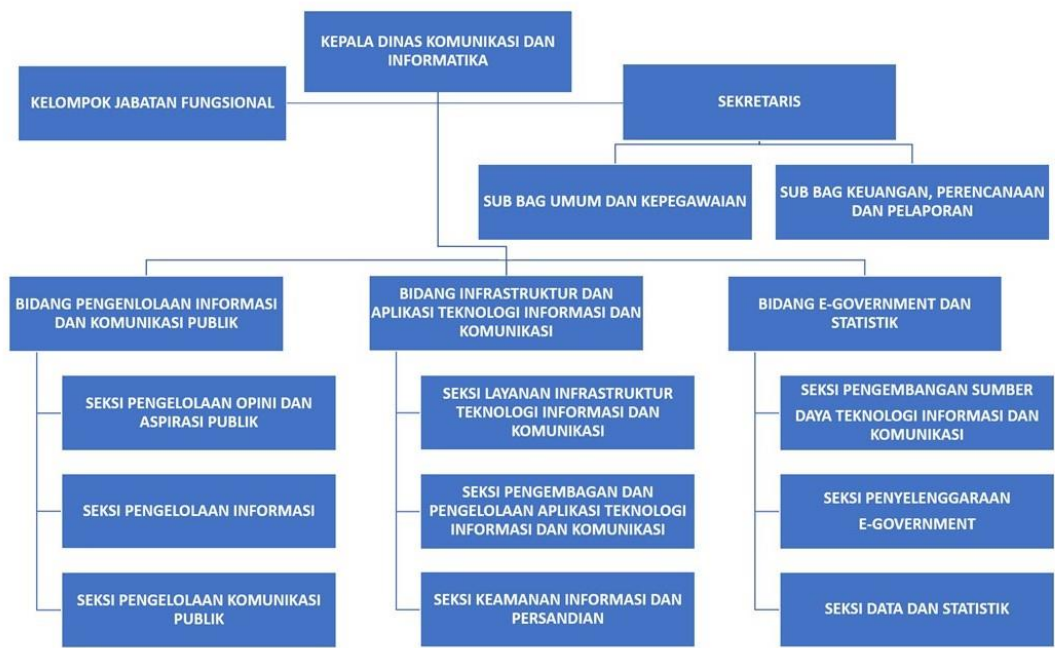 KEPALA DINAS KOMUNIKASI DAN
INFORMATIKA
KELOMPOK JABATAN FUNGSIONAL
SEKRETARIS
SUB BAG UMUM DAN KEPEGAWAIAN
SUB BAG KEUANGAN, PERENCANAAN
DAN PELAPORAN
BIDANG PENGENLOLAAN INFORMASI
DAN KOMUNIKASI PUBLIK
SEKSI PENGELOLAAN OPINI DAN
ASPIRASI PUBLIK
SEKSI PENGELOLAAN INFORMASI
SEKSI PENGELOLAAN KOMUNIKASI
PUBLIK
BIDANG INFRASTRUKTUR DAN
APLIKASI TEKNOLOGI INFORMASI DAN
KOMUNIKASI
SEKSI LAYANAN INFRASTRUKTUR
TEKNOLOGI INFORMASI DAN
KOMUNIKASI
SEKSI PENGEMBAGAN DAN
PENGELOLAAN APLIKASI TEKNOLOGI
INFORMASI DAN KOMUNIKASI
SEKSI KEAMANAN INFORMASI DAN
PERSANDIAN
BIDANG E-GOVERNMENT DAN
STATISTIK
SEKSI PENGEMBANGAN SUMBER
DAYA TEKNOLOGI INFORMASI DAN
KOMUNIKASI
SEKSI PENYELENGGARAAN
E-GOVERNMENT
SEKSI DATA DAN STATISTIK